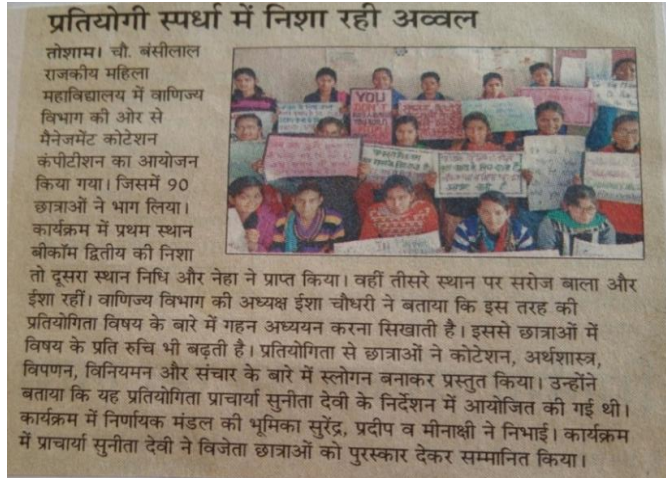 प्रतियोगी स्पर्धा में निशा रही अव्वल
तोशाम। चौ. बंसीलाल
राजकीय महिला
महाविद्यालय में वाणिज्य
विभाग की ओर से
मैनेजमेंट कोटेशन
कंपीटीशन का आयोजन
किया गया। जिसमें 90
छात्राओं ने भाग लिया।
कार्यक्रम में प्रथम स्थान
बीकॉम द्वितीय की निशा
तो दूसरा स्थान निधि और नेहा ने प्राप्त किया। वहीं तीसरे स्थान पर सरोज बाला और
ईशा रहीं। वाणिज्य विभाग की अध्यक्ष ईशा चौधरी ने बताया कि इस तरह की
प्रतियोगिता विषय के बारे में गहन अध्ययन करना सिखाती है। इससे छात्राओं में
विषय के प्रति रुचि भी बढ़ती है। प्रतियोगिता से छात्राओं ने कोटेशन, अर्थशास्त्र,
विपणन, विनियमन और संचार के बारे में स्लोगन बनाकर प्रस्तुत किया। उन्होंने
बताया कि यह प्रतियोगिता प्राचार्या सुनीता देवी के निर्देशन में आयोजित की गई थी।
कार्यक्रम में निर्णायक मंडल की भूमिका सुरेंद्र, प्रदीप व मीनाक्षी ने निभाई। कार्यक्रम
में प्राचार्या सुनीता देवी ने विजेता छात्राओं को पुरस्कार देकर सम्मानित किया।
YOU
DON'T